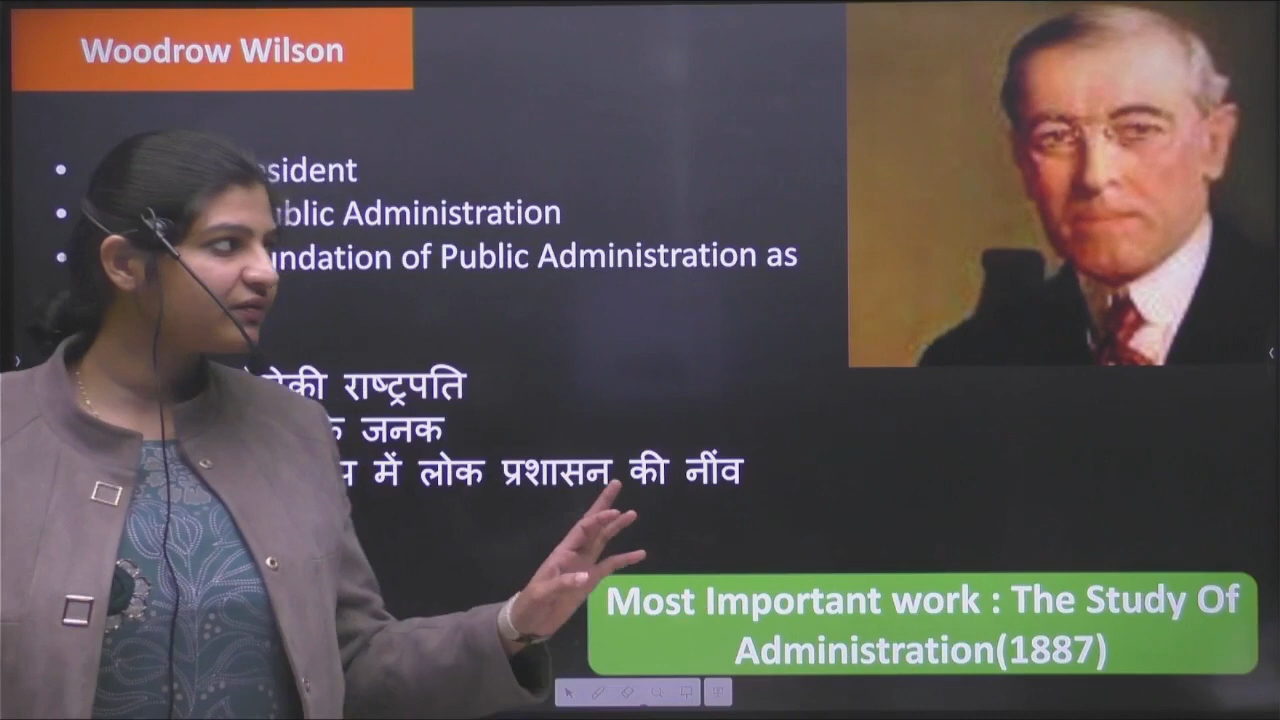 Woodrow Wilson
Public Administration
of Public Administration as
राष्ट्रपति
जनक
में लोक प्रशासन की नींव
Most Important work : The Study Of
Administration(1887)